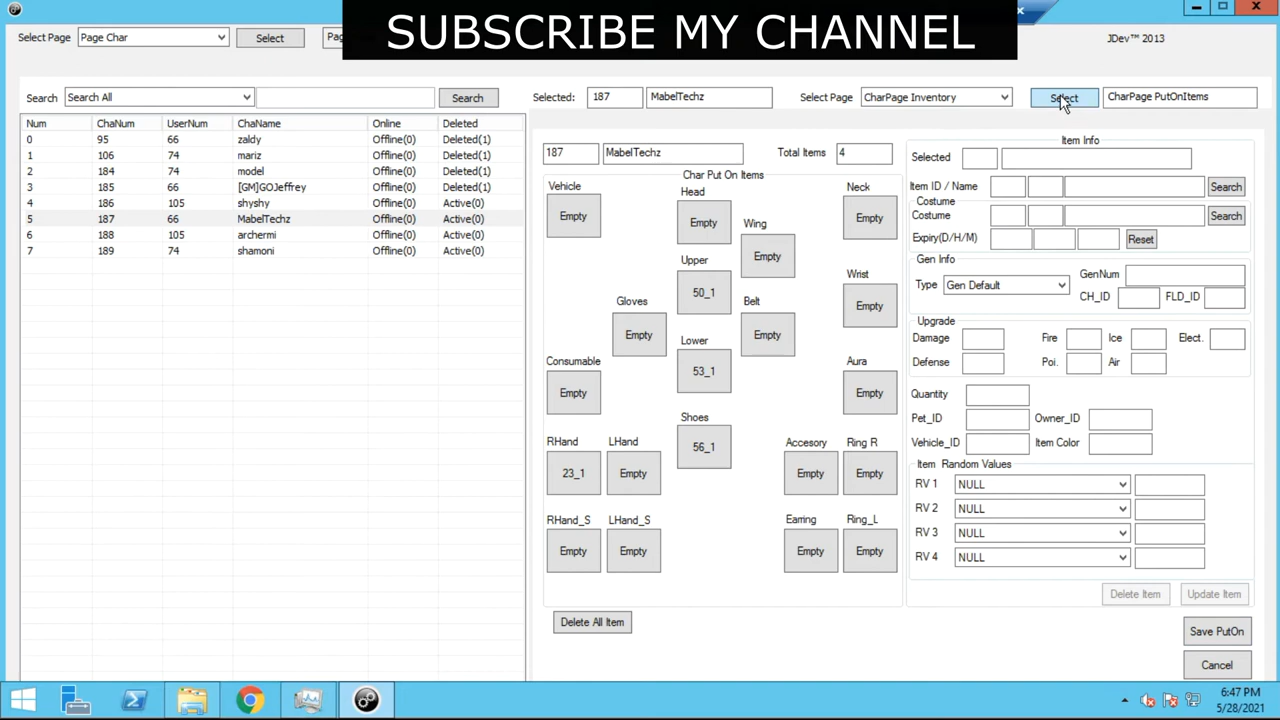 SUBSCRIBE MY CHANNEL
Select Page Page Char Select Pag
JDev™ 2013
Search Search All Search
Selected: 187 MabelTechz Select Page CharPage Inventory Select CharPage PutOnItems
Num ChaNum UserNum ChaName Online Deleted
0 95 66 zaldy Offline(0) Deleted(1)
1 106 74 mariz Offline(0) Deleted(1)
2 184 74 model Offline(0) Deleted(1)
3 185 66 [GM]GOJeffrey Offline(0) Deleted(1)
4 186 105 shyshy Offline(0) Active(0)
5 187 66 MabelTechz Offline(0) Active(0)
6 188 105 archermi Offline(0) Active(0)
7 189 74 shamoni Offline(0) Active(0)
187 MabelTechz Total Items 4
Char Put On Items
Vehicle Head Neck
Empty Empty Empty
Wing
Empty
Upper
50_1
Wrist
Empty
Gloves Belt
Empty Empty
Lower
53_1
Consumable Aura
Empty Empty
Shoes
56_1
RHand LHand Accesory Ring R
23_1 Empty Empty Empty
RHand_S LHand_S Earring Ring_L
Empty Empty Empty Empty
Delete All Item
Item Info
Selected
Item ID / Name Search
Costume
Costume Search
Expiry(D/H/M) Reset
Gen Info
Type Gen Default GenNum
CH_ID FLD_ID
Upgrade
Damage Fire Ice Elect.
Defense Poi. Air
Quantity
Pet_ID Owner_ID
Vehicle_ID Item Color
Item Random Values
RV 1 NULL
RV 2 NULL
RV 3 NULL
RV 4 NULL
Delete Item Update Item
Save PutOn
Cancel
6:47 PM
5/28/2021